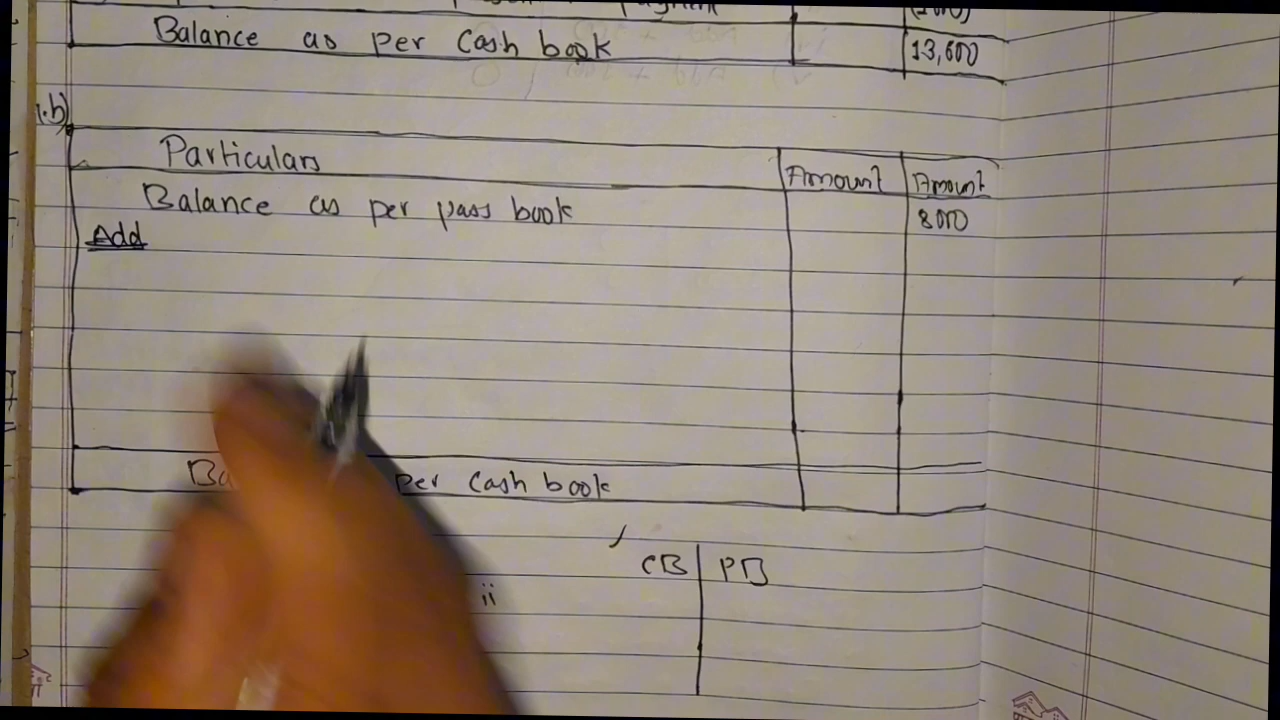 Balance as per Cash book 13,600
1.b)
Particulars Amount Amount
Balance as per pass book 8000
Add
per Cash book
CB PB
ii